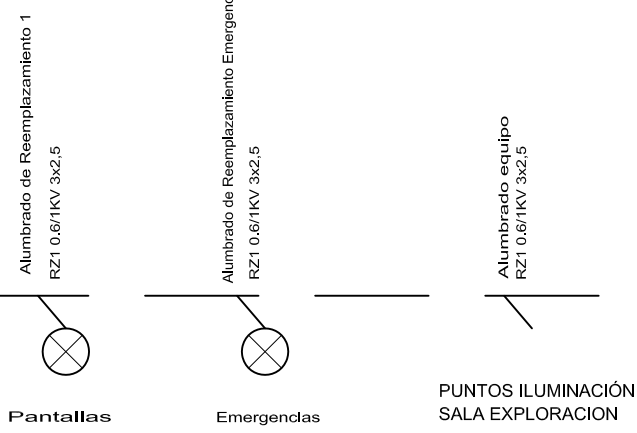 Alumbrado de Reemplazamiento 1
RZ1 0.6/1KV 3x2,5
Alumbrado de Reemplazamiento
RZ1 0.6/1KV 3x2,5
Alumbrado equipo
RZ1 0.6/1KV 3x2,5
Pantallas
Emergencias
PUNTOS ILUMINACIÓN
SALA EXPLORACION